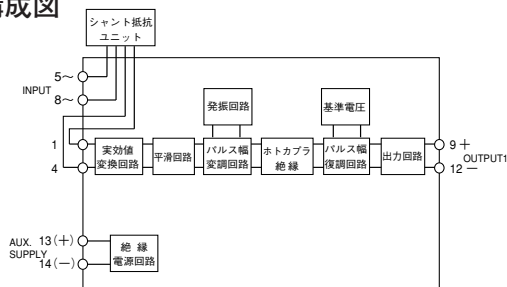 構成図
シャント抵抗
ユニット
5～
INPUT
8～
発振回路
基準電圧
1
4
実効値
変換回路
平滑回路
パルス幅
変調回路
ホトカプラ
絶縁
パルス幅
復調回路
出力回路
9＋
OUTPUT1
12－
AUX.
SUPPLY
13(＋)
14(－)
絶縁
電源回路